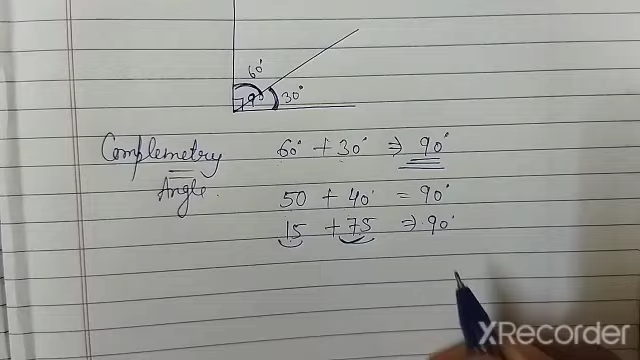 60°
90
30°
Complemetry 60° + 30° ⇒ 90°
Angle.
50 + 40° = 90°
15 + 75 ⇒ 90°
XRecorder